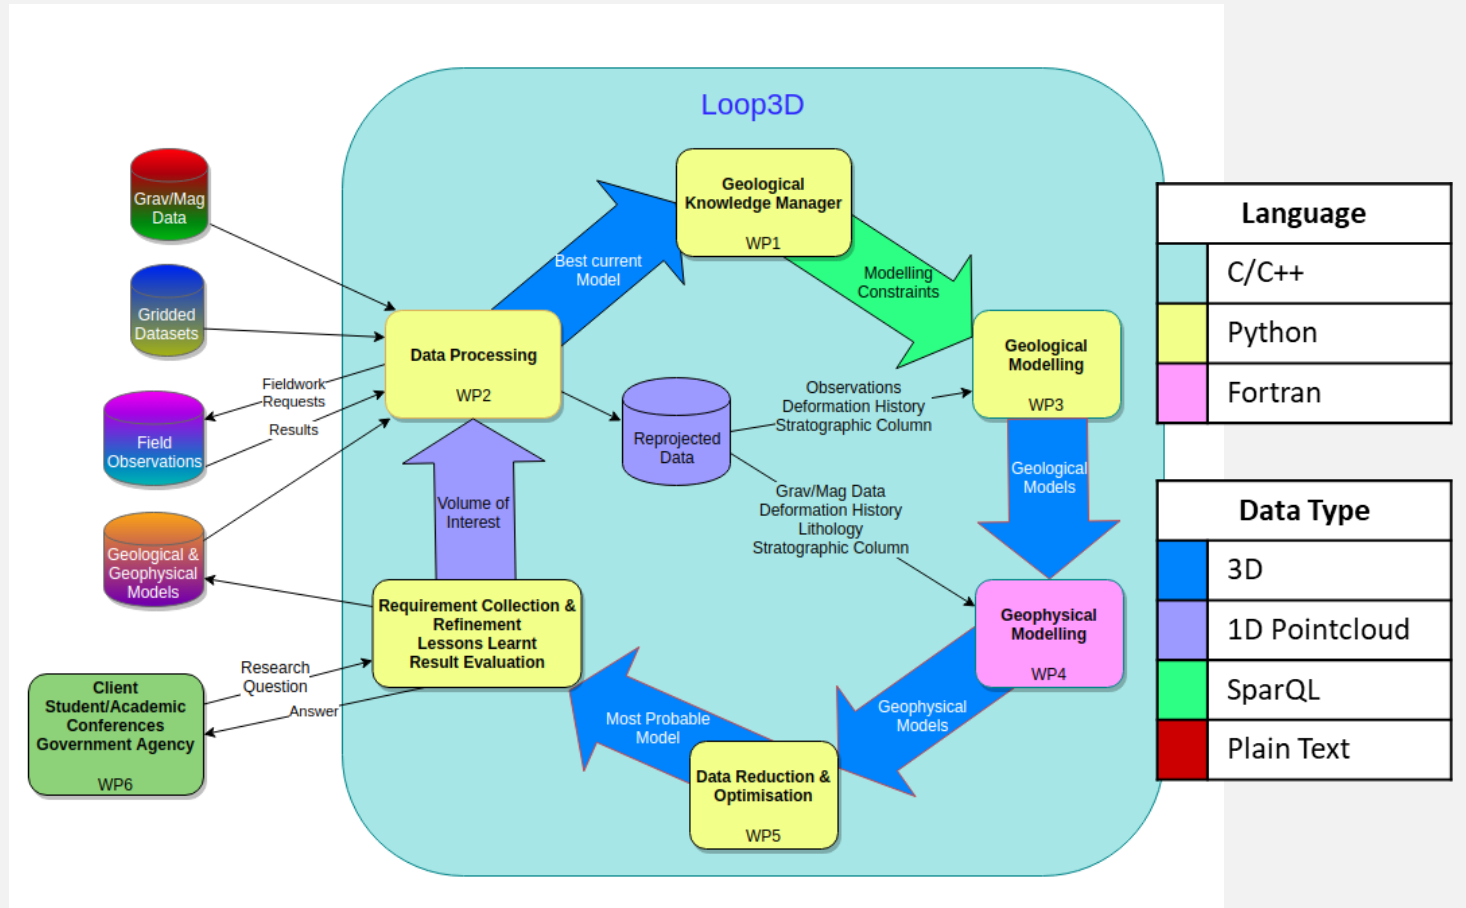 Loop3D
Grav/Mag
Data
Gridded
Datasets
Fieldwork
Requests
Results
Field
Observations
Geological &
Geophysical
Models
Research
Question
Answer
Client
Student/Academic
Conferences
Government Agency
WP6
Data Processing
WP2
Best current
Model
Geological
Knowledge Manager
WP1
Modelling
Constraints
Geological
Modelling
WP3
Reprojected
Data
Observations
Deformation History
Stratographic Column
Grav/Mag Data
Deformation History
Lithology
Stratographic Column
Geological
Models
Geophysical
Modelling
WP4
Geophysical
Models
Data Reduction &
Optimisation
WP5
Most Probable
Model
Requirement Collection &
Refinement
Lessons Learnt
Result Evaluation
Volume of
Interest
Language
C/C++
Python
Fortran
Data Type
3D
1D Pointcloud
SparQL
Plain Text